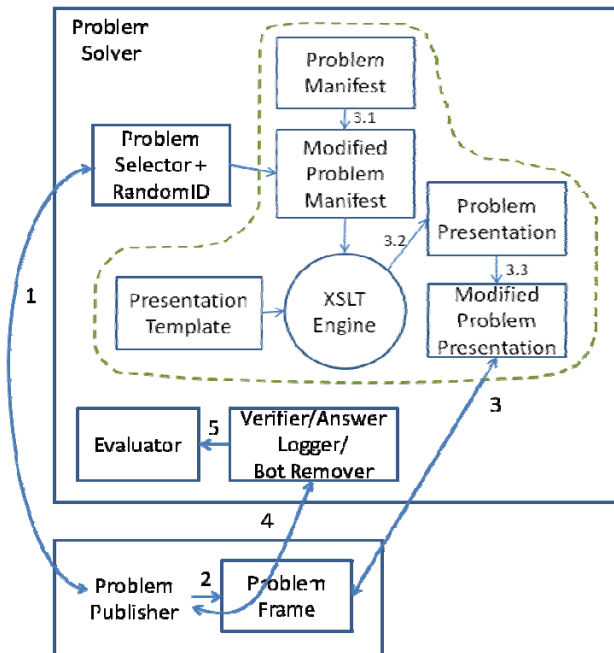 Problem
Solver
Problem
Manifest
3.1
Problem
Selector +
RandomID
Modified
Problem
Manifest
Problem
Presentation
3.2
3.3
1
Presentation
Template
XSLT
Engine
Modified
Problem
Presentation
3
Evaluator
5
Verifier/Answer
Logger/
Bot Remover
4
Problem
Publisher
2
Problem
Frame